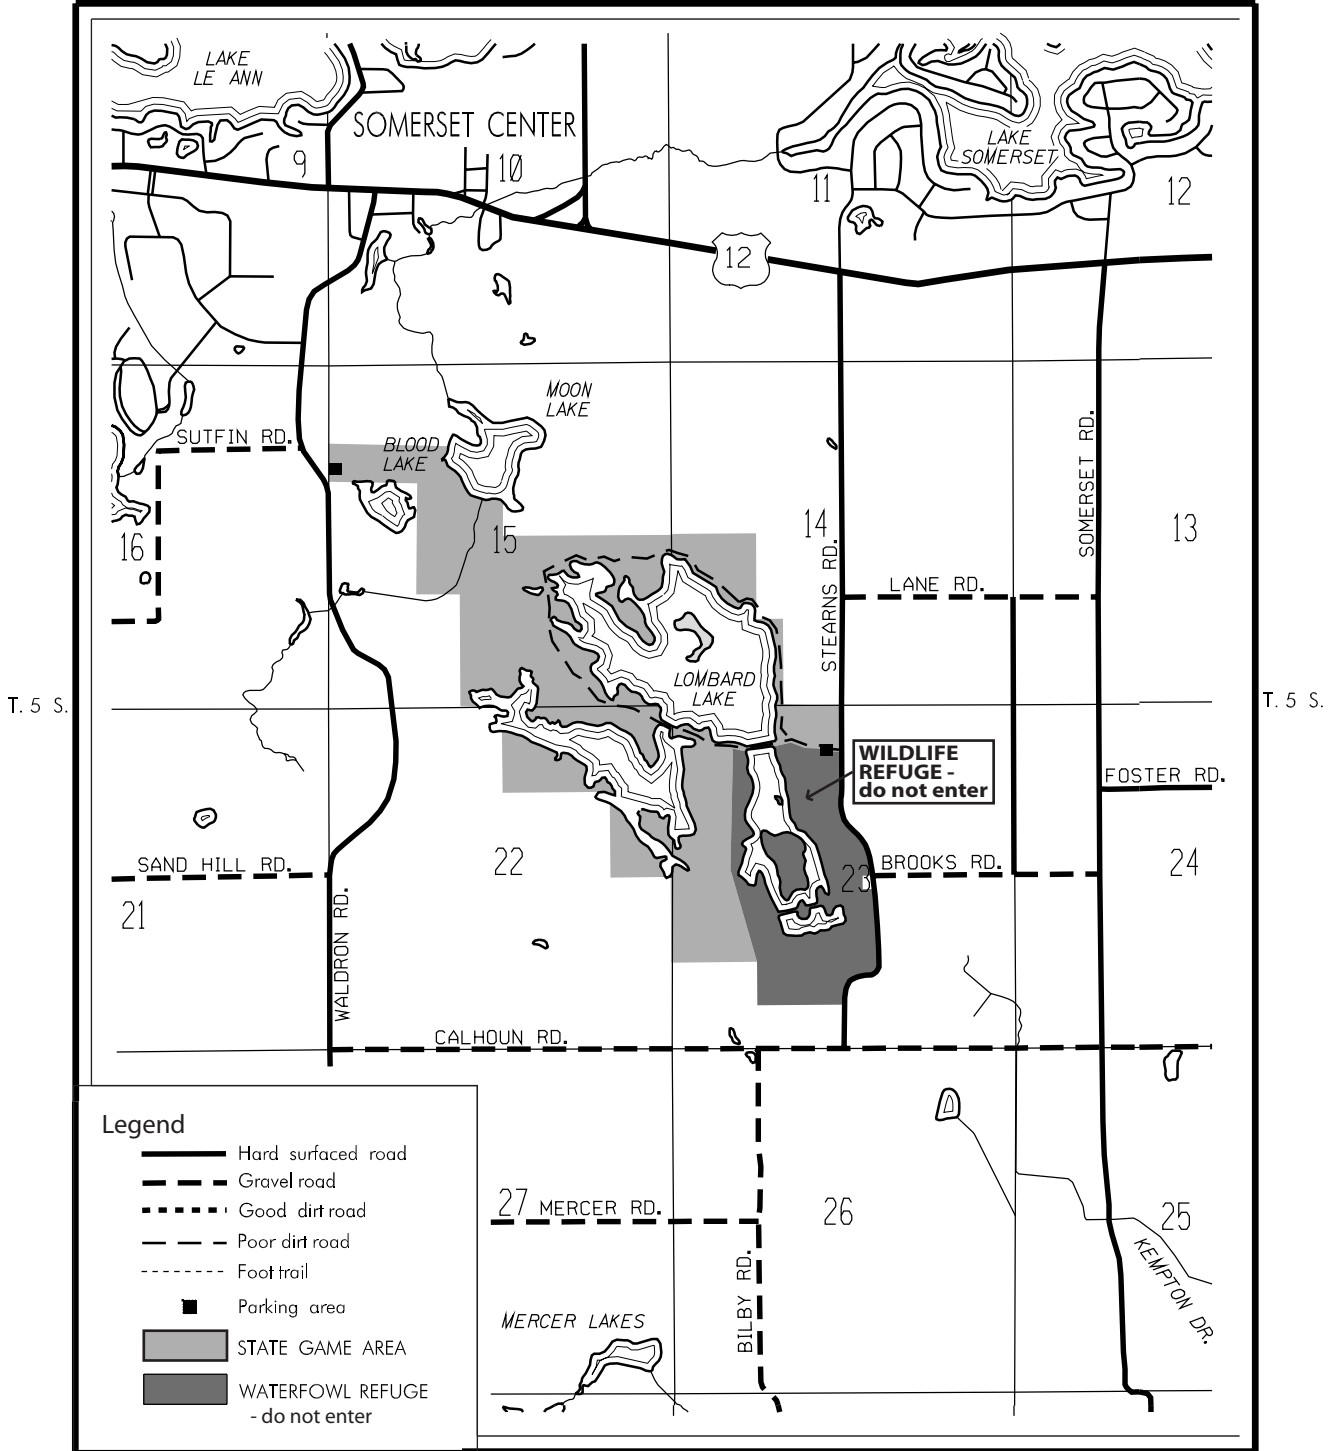 LAKE
LE ANN
SOMERSET CENTER
LAKE
SOMERSET
9
10
11
12
12
MOON
LAKE
SUTFIN RD.
BLOOD
LAKE
SOMERSET RD.
16
15
14
13
STEARNS RD.
LANE RD.
LOMBARD
LAKE
T. 5 S.
T. 5 S.
WILDLIFE
REFUGE -
do not enter
FOSTER RD.
SAND HILL RD.
22
23
BROOKS RD.
24
21
WALDRON RD.
CALHOUN RD.
Legend
Hard surfaced road
Gravel road
Good dirt road
Poor dirt road
Foot trail
Parking area
STATE GAME AREA
WATERFOWL REFUGE
- do not enter
27
MERCER RD.
26
25
BILBY RD.
KEMPTON DR.
MERCER LAKES